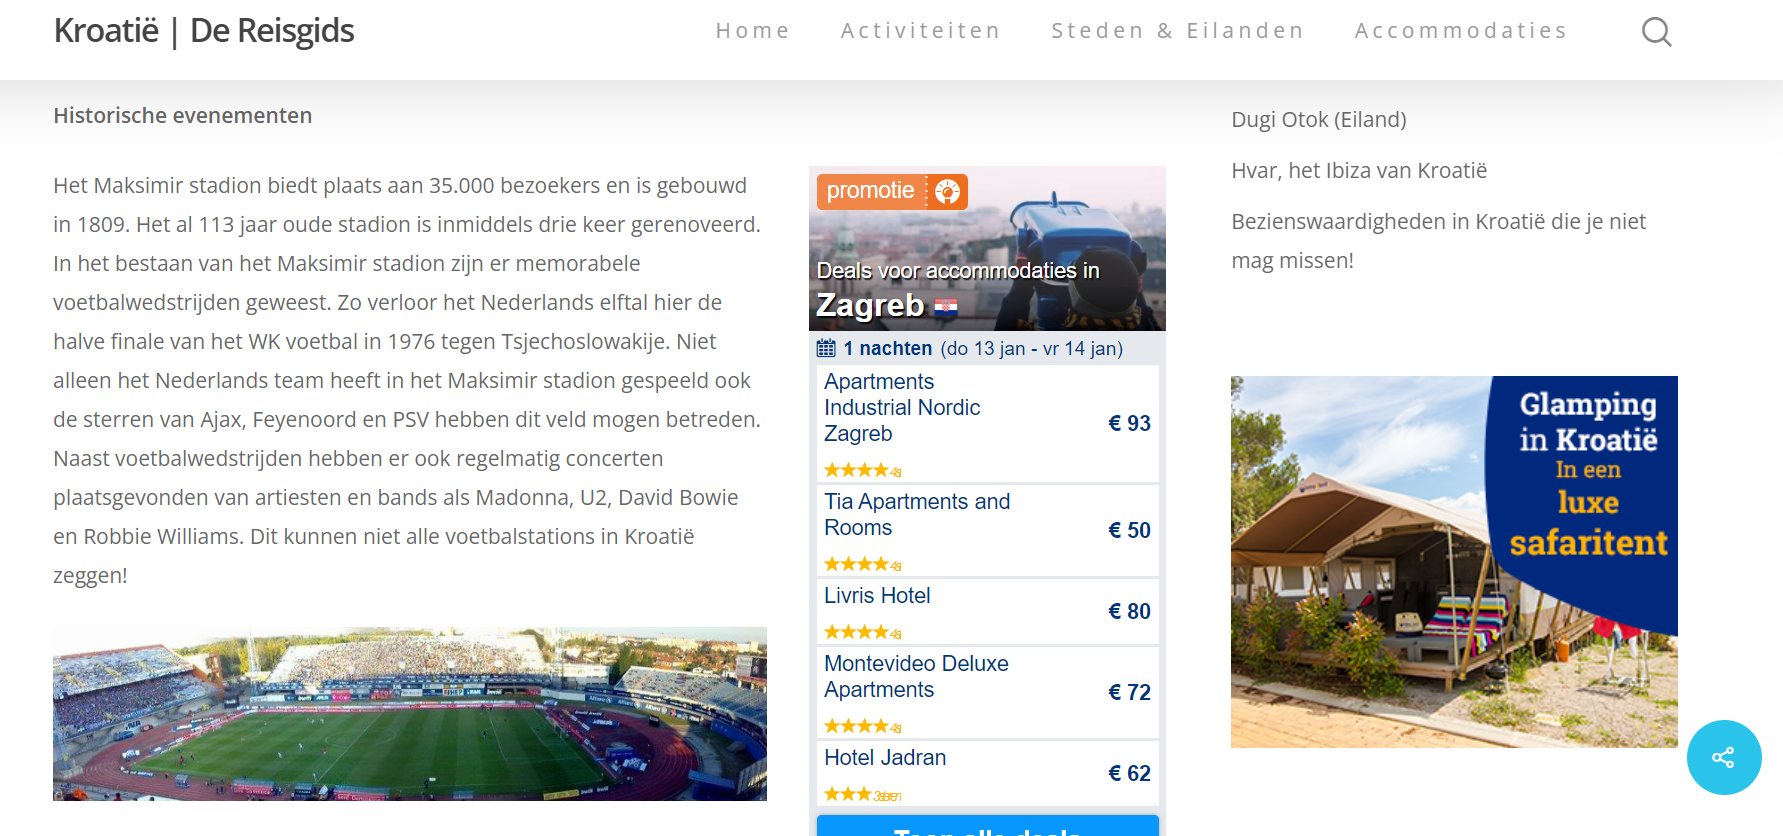 Kroatië | De Reisgids
Home Activiteiten Steden & Eilanden Accommodaties
Historische evenementen
Het Maksimir stadion biedt plaats aan 35.000 bezoekers en is gebouwd
in 1809. Het al 113 jaar oude stadion is inmiddels drie keer gerenoveerd.
In het bestaan van het Maksimir stadion zijn er memorabele
voetbalwedstrijden geweest. Zo verloor het Nederlands elftal hier de
halve finale van het WK voetbal in 1976 tegen Tsjechoslowakije. Niet
alleen het Nederlands team heeft in het Maksimir stadion gespeeld ook
de sterren van Ajax, Feyenoord en PSV hebben dit veld mogen betreden.
Naast voetbalwedstrijden hebben er ook regelmatig concerten
plaatsgevonden van artiesten en bands als Madonna, U2, David Bowie
en Robbie Williams. Dit kunnen niet alle voetbalstations in Kroatië
zeggen!
promotie
Deals voor accommodaties in
Zagreb
1 nachten (do 13 jan - vr 14 jan)
Apartments
Industrial Nordic
Zagreb
€ 93
Tia Apartments and
Rooms
€ 50
Livris Hotel
€ 80
Montevideo Deluxe
Apartments
€ 72
Hotel Jadran
€ 62
Toon alle deals
Dugi Otok (Eiland)
Hvar, het Ibiza van Kroatië
Bezienswaardigheden in Kroatië die je niet
mag missen!
Glamping
in Kroatië
In een
luxe
safaritent